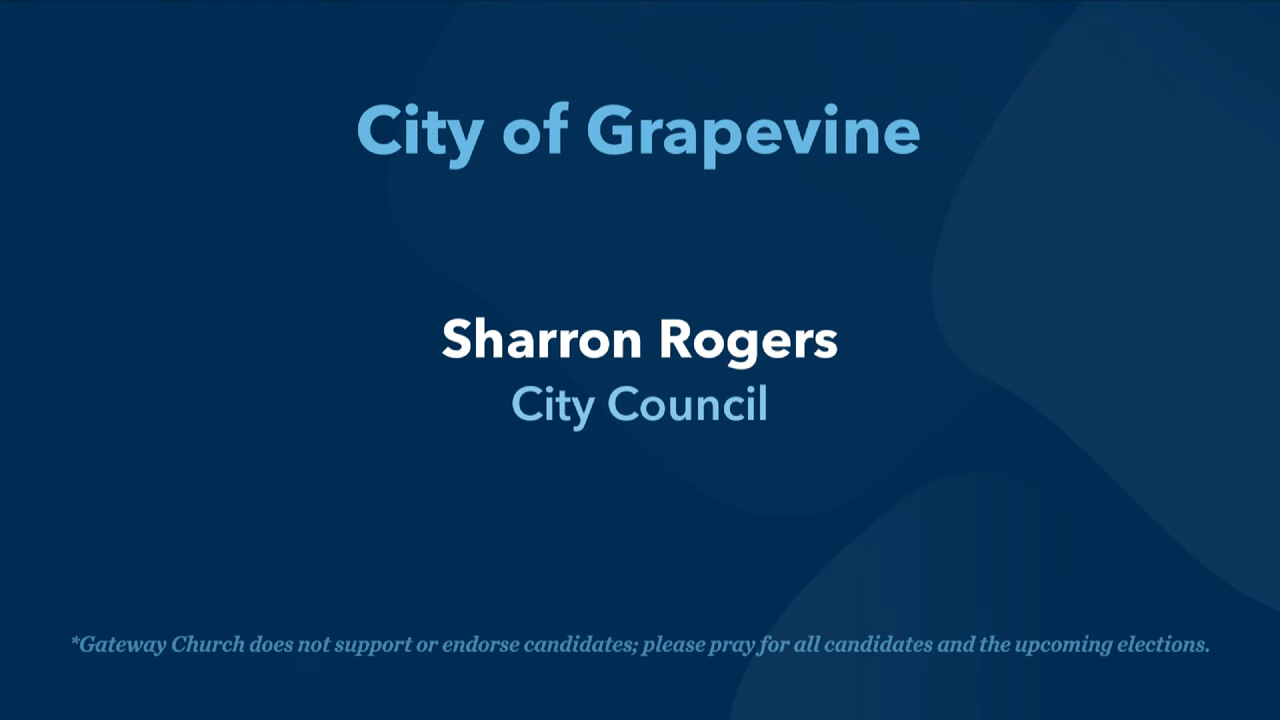 City of Grapevine
Sharron Rogers
City Council
*Gateway Church does not support or endorse candidates; please pray for all candidates and the upcoming elections.